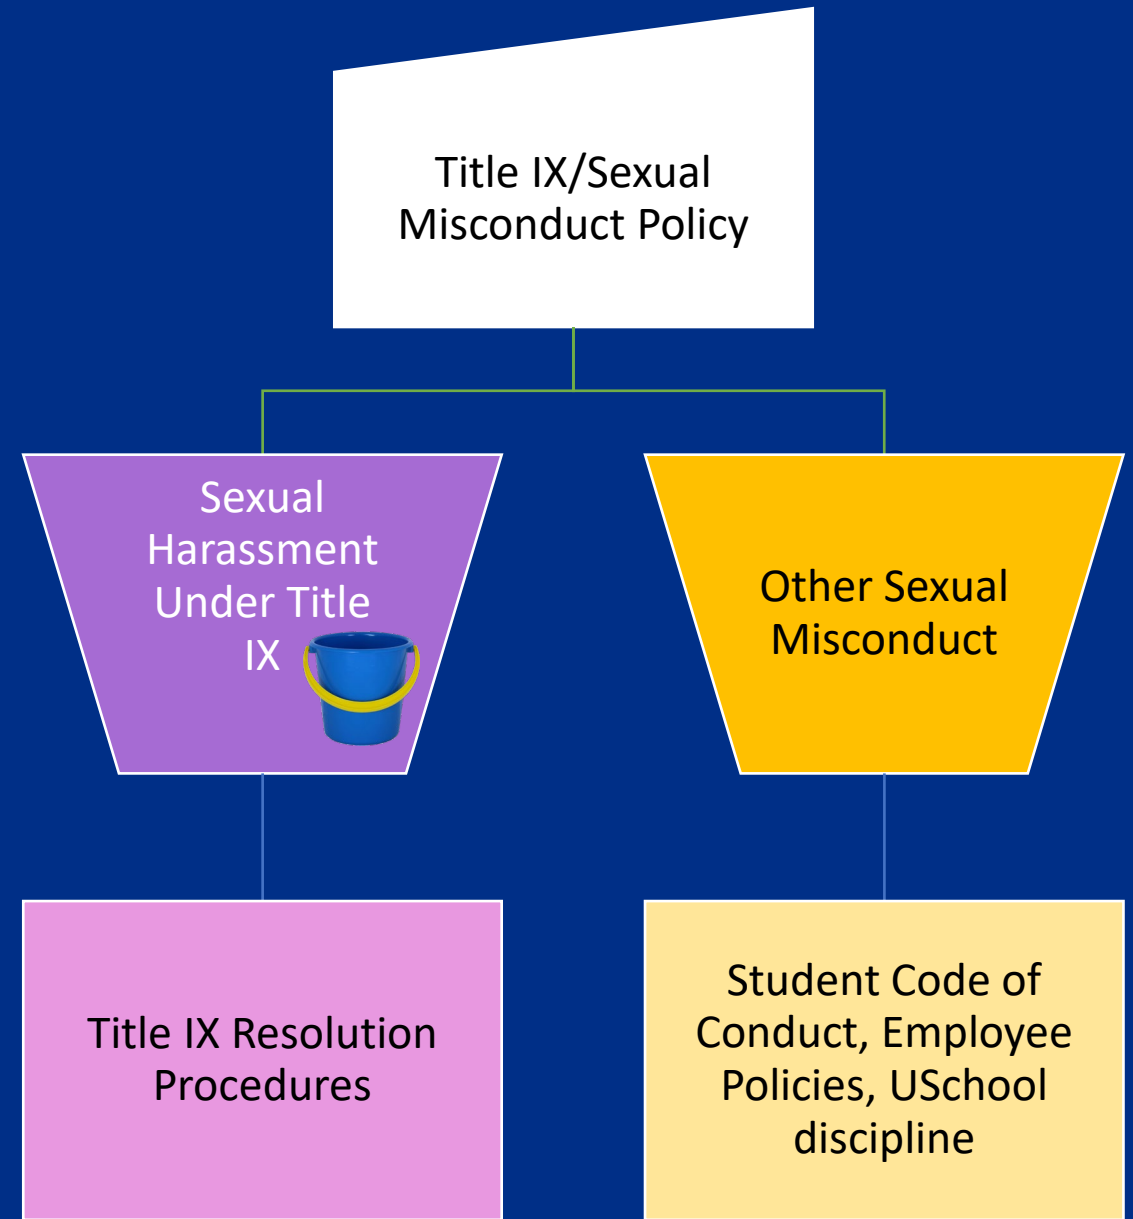 Title IX/Sexual
Misconduct Policy
Sexual
Harassment
Under Title
IX
Other Sexual
Misconduct
Title IX Resolution
Procedures
Student Code of
Conduct, Employee
Policies, USchool
discipline